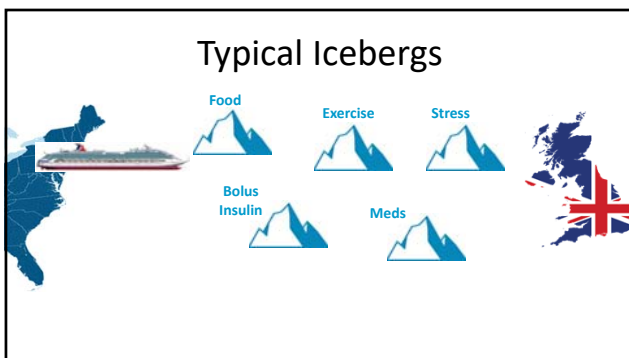 Typical Icebergs
Food
Exercise
Stress
Bolus
Insulin
Meds